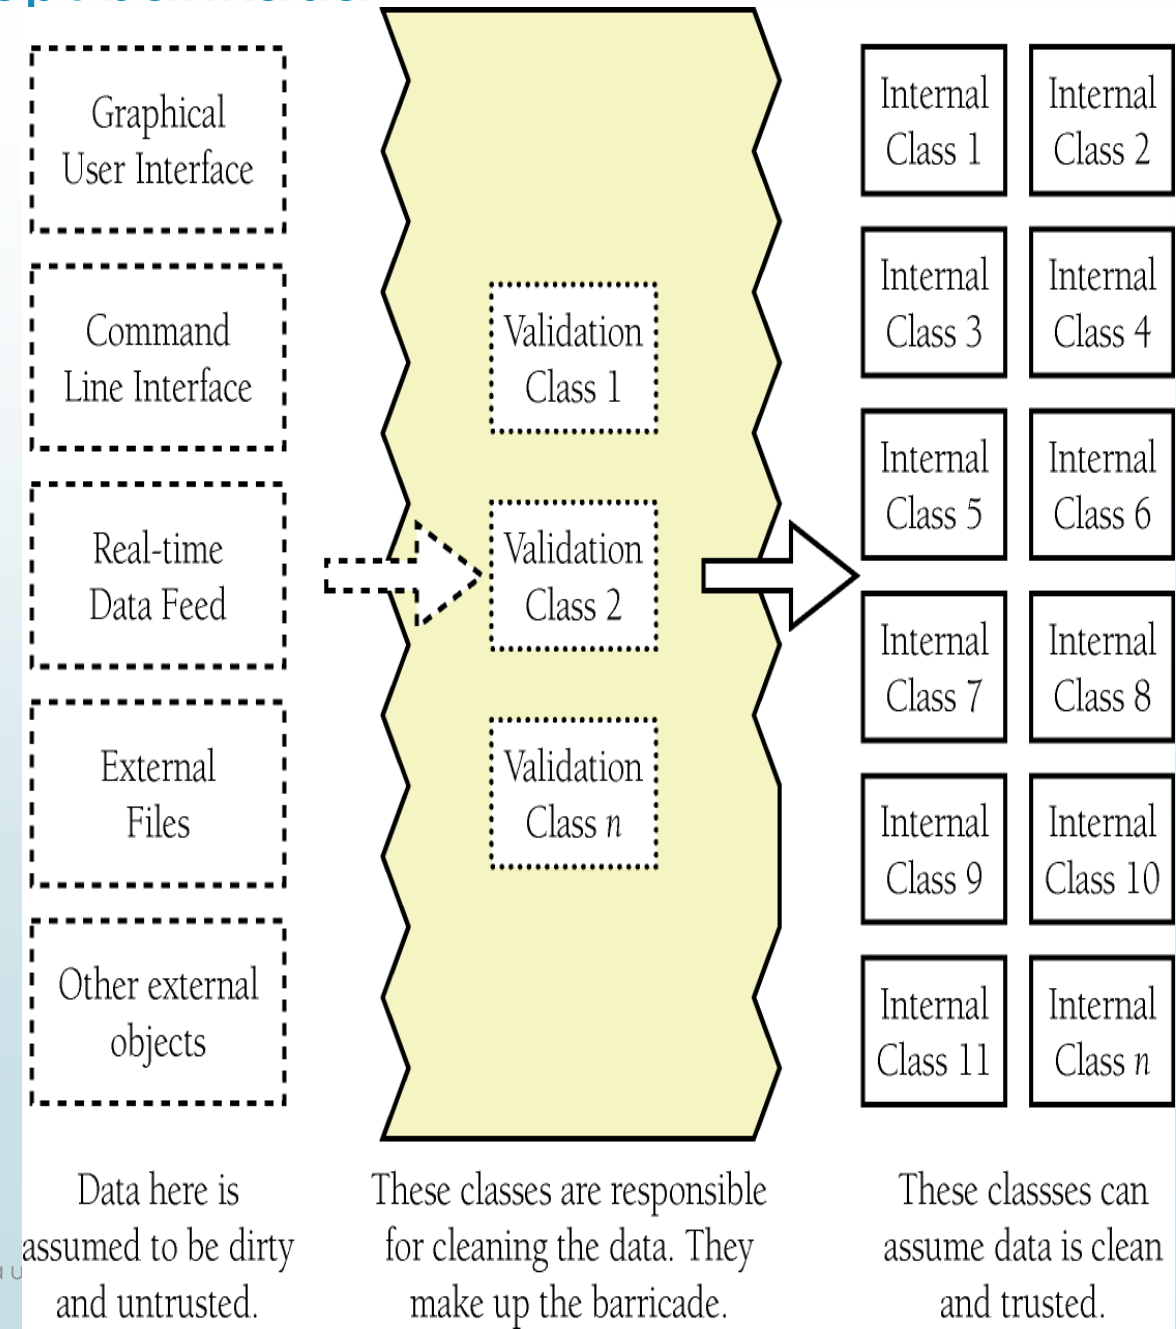 Graphical
User Interface
Command
Line Interface
Real-time
Data Feed
External
Files
Other external
objects
Data here is
assumed to be dirty
and untrusted.
Validation
Class 1
Validation
Class 2
Validation
Class n
These classes are responsible
for cleaning the data. They
make up the barricade.
Internal
Class 1
Internal
Class 2
Internal
Class 3
Internal
Class 4
Internal
Class 5
Internal
Class 6
Internal
Class 7
Internal
Class 8
Internal
Class 9
Internal
Class 10
Internal
Class 11
Internal
Class n
These classses can
assume data is clean
and trusted.